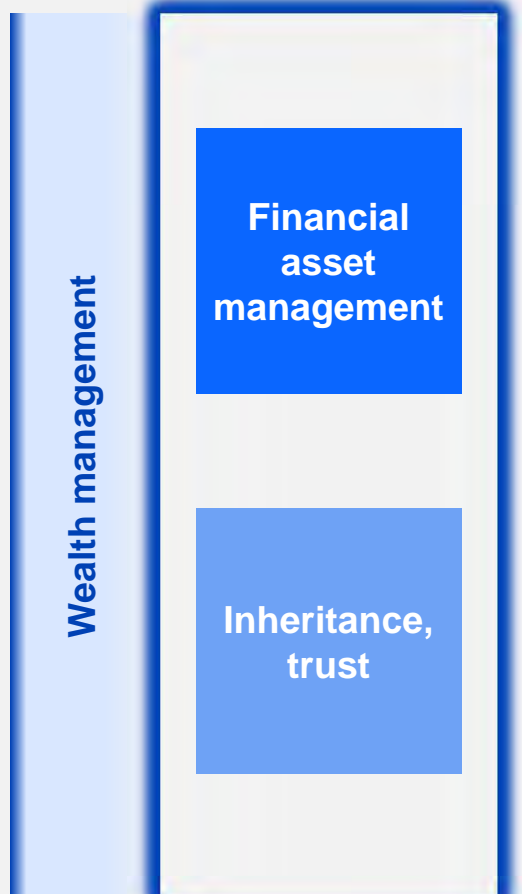 Wealth management
Financial
asset
management
Inheritance,
trust